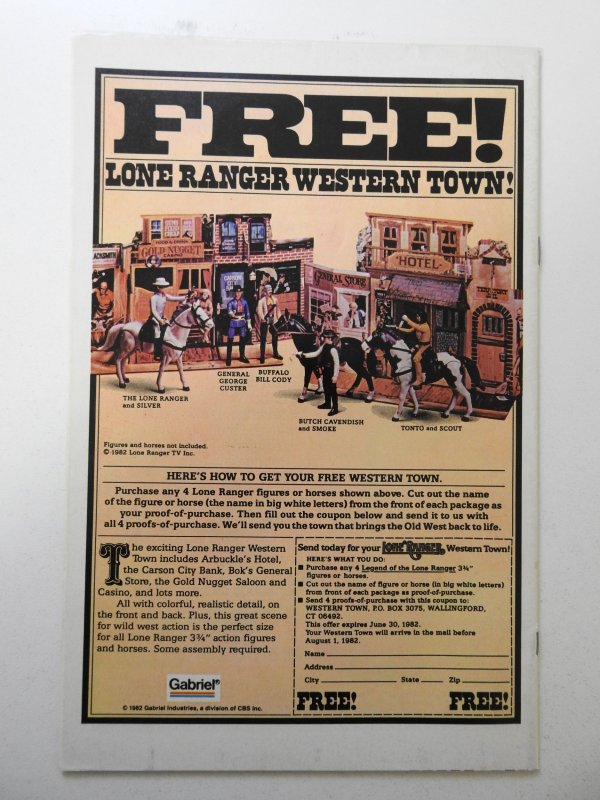 FREE!
LONE RANGER WESTERN TOWN!
FOOD & DRINK
GOLD NUGGET
CASINO
GENERAL STORE
HOTEL
THE LONE RANGER
and SILVER
GENERAL
GEORGE
CUSTER
BUFFALO
BILL CODY
BUTCH CAVENDISH
and SMOKE
TONTO and SCOUT
Figures and horses not included.
© 1982 Lone Ranger TV Inc.
HERE'S HOW TO GET YOUR FREE WESTERN TOWN.
Purchase any 4 Lone Ranger figures or horses shown above. Cut out the name
of the figure or horse (the name in big white letters) from the front of each package as
your proof-of-purchase. Then fill out the coupon below and send it to us with
all 4 proofs-of-purchase. We'll send you the town that brings the Old West back to life.
The exciting Lone Ranger Western
Town includes Arbuckle's Hotel,
the Carson City Bank, Bok's General
Store, the Gold Nugget Saloon and
Casino, and lots more.
All with colorful, realistic detail, on
the front and back. Plus, this great scene
for wild west action is the perfect size
for all Lone Ranger 3¾" action figures
and horses. Some assembly required.
Gabriel®
© 1982 Gabriel Industries, a division of CBS Inc.
Send today for your LONE RANGER Western Town!
HERE'S WHAT YOU DO:
■ Purchase any 4 Legend of the Lone Ranger 3¾"
figures or horses.
■ Cut out name of figure or horse (in big white letters)
from front of each package as proof-of-purchase.
■ Send 4 proofs-of-purchase with this coupon to:
WESTERN TOWN, P.O. BOX 3075, WALLINGFORD,
CT 06492.
This offer expires June 30, 1982.
Your Western Town will arrive in the mail before
August 1, 1982.
Name
Address
City State Zip
FREE! FREE!